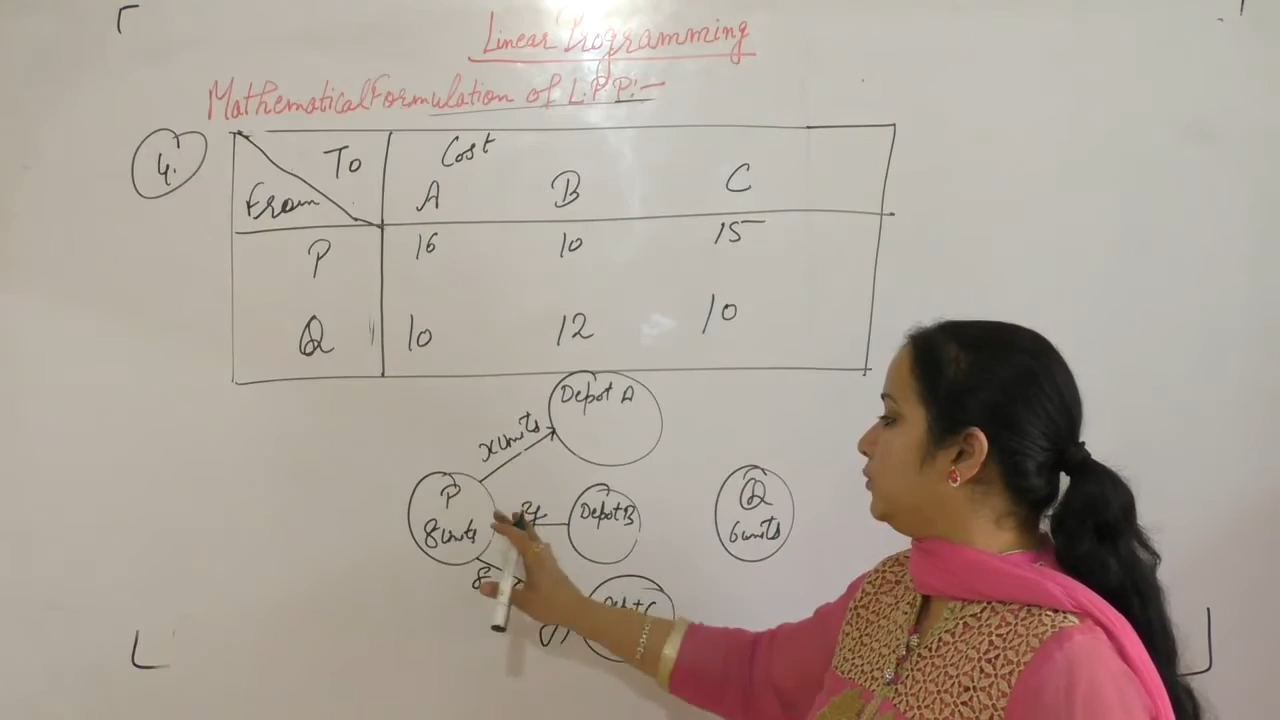 Linear Programming
Mathematical Formulation of L.P.P:-
4.
To
From
Cost
A B C
P 16 10 15
Q 10 12 10
Depot A
x units
P
8 units
y
Depot B
Q
6 units
8